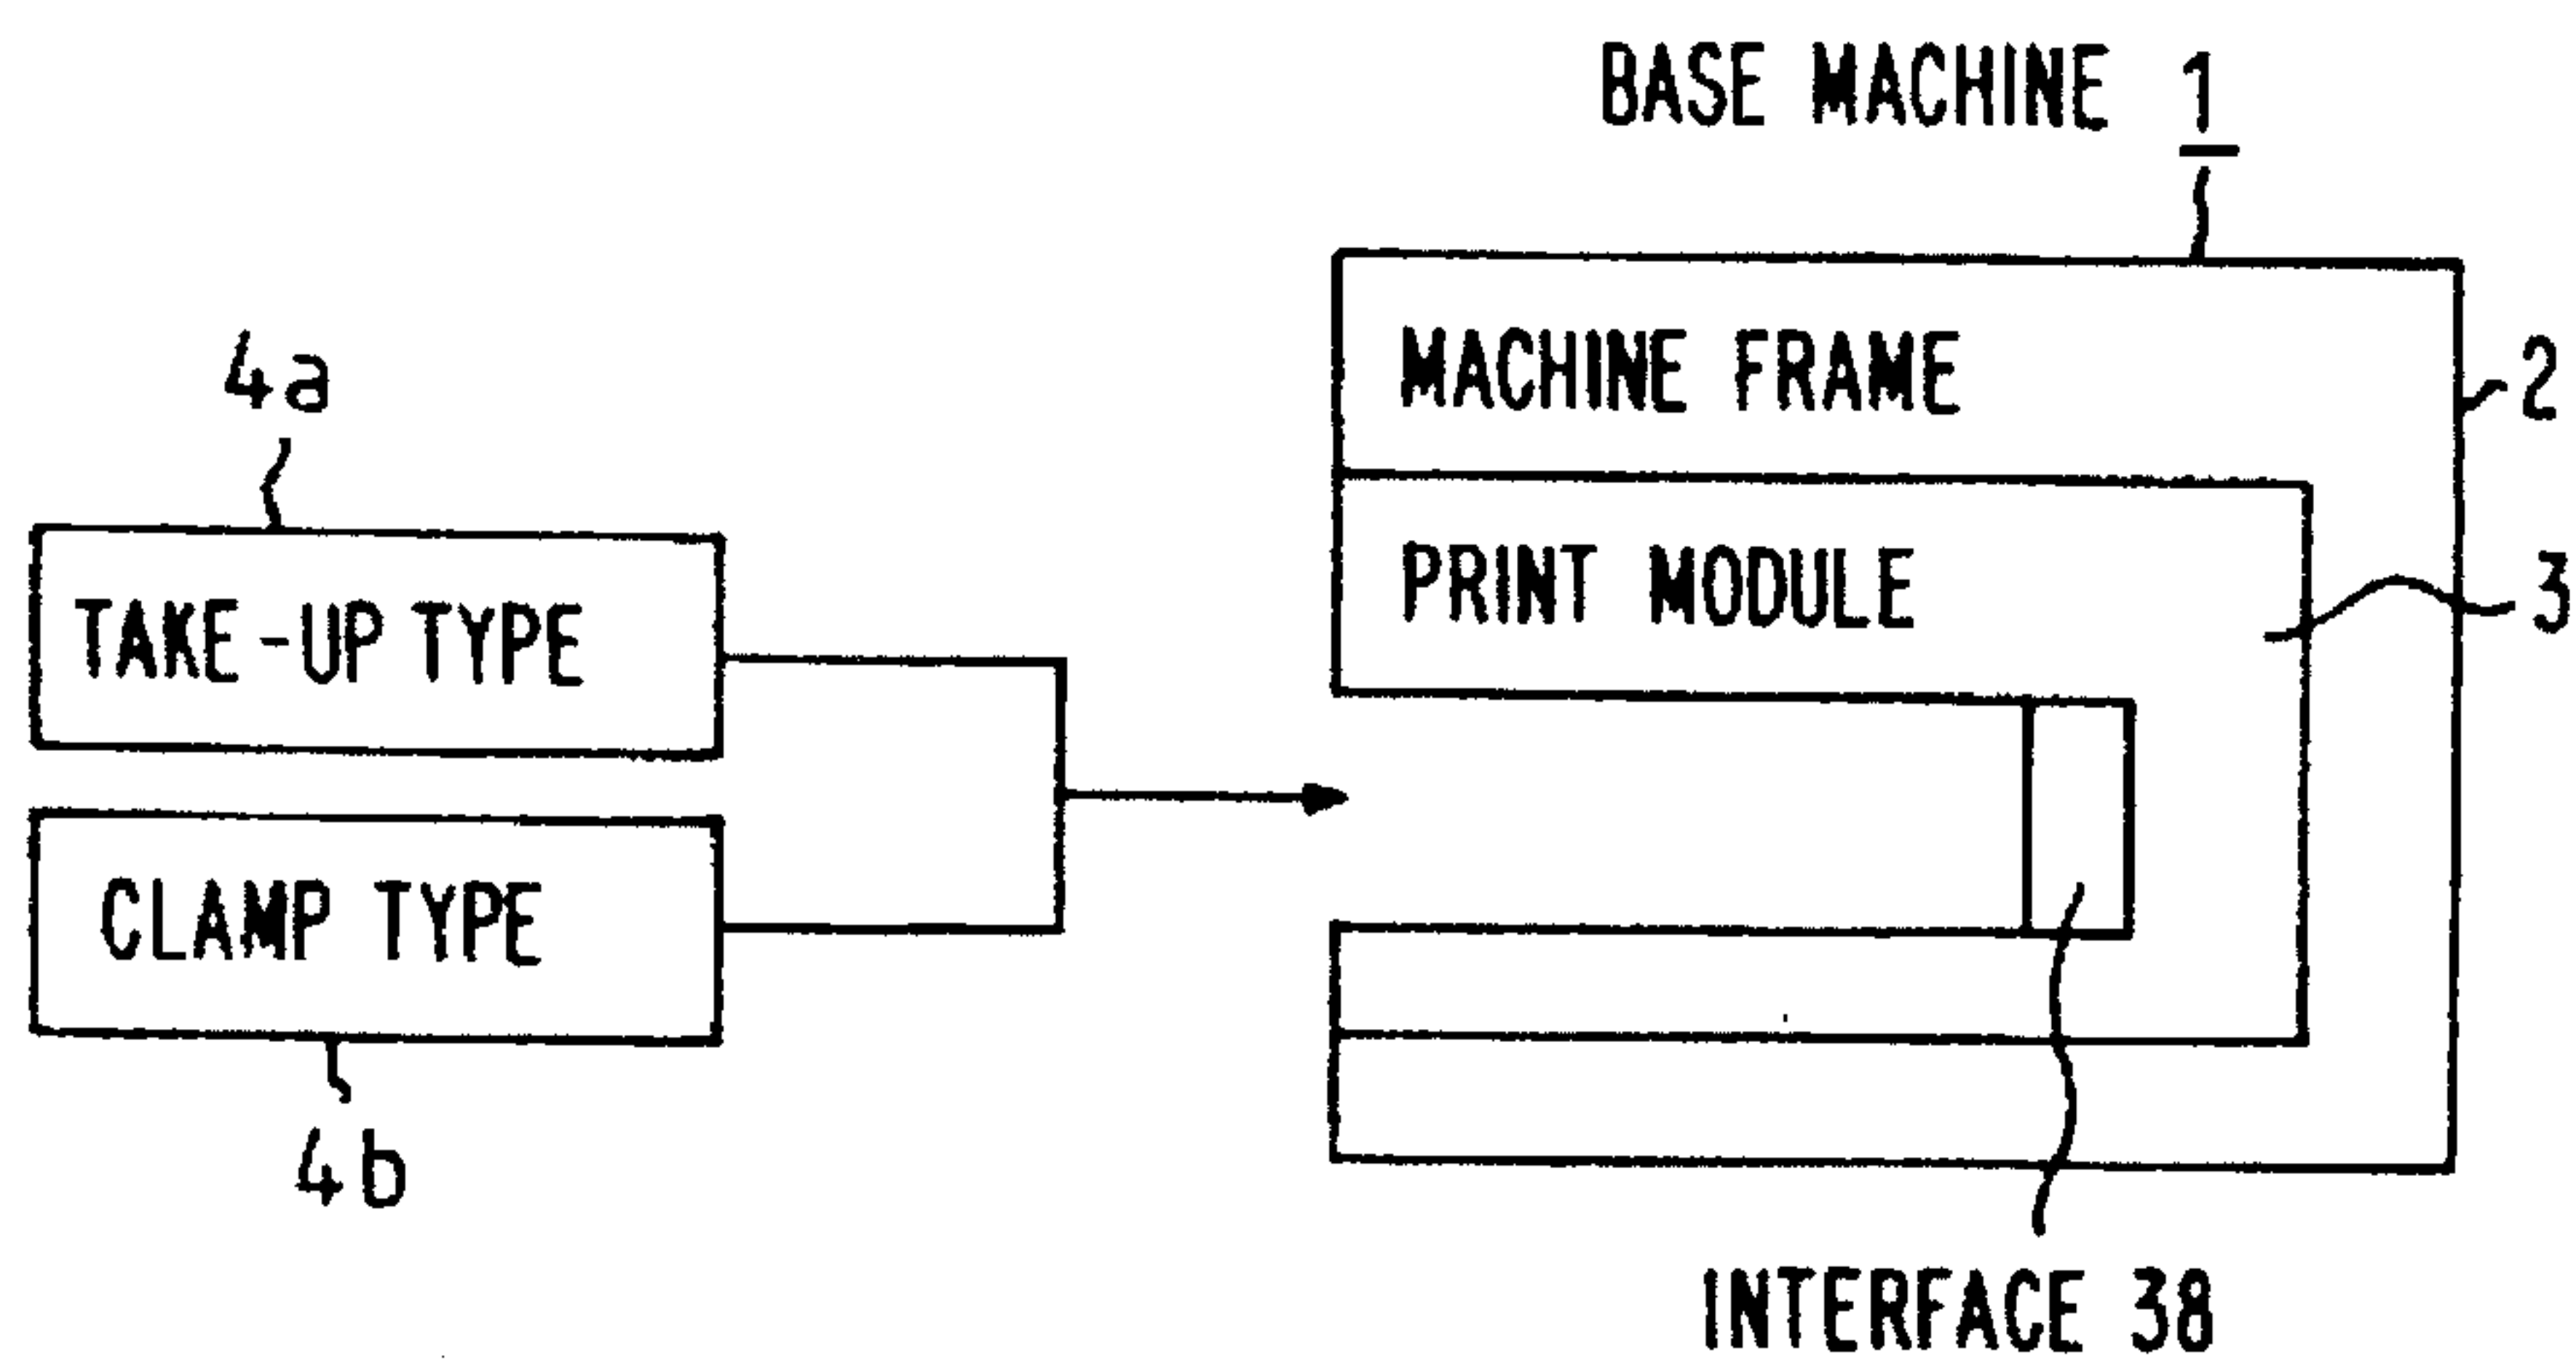 BASE MACHINE 1
MACHINE FRAME
2
4a
PRINT MODULE
3
TAKE-UP TYPE
CLAMP TYPE
4b
INTERFACE 38